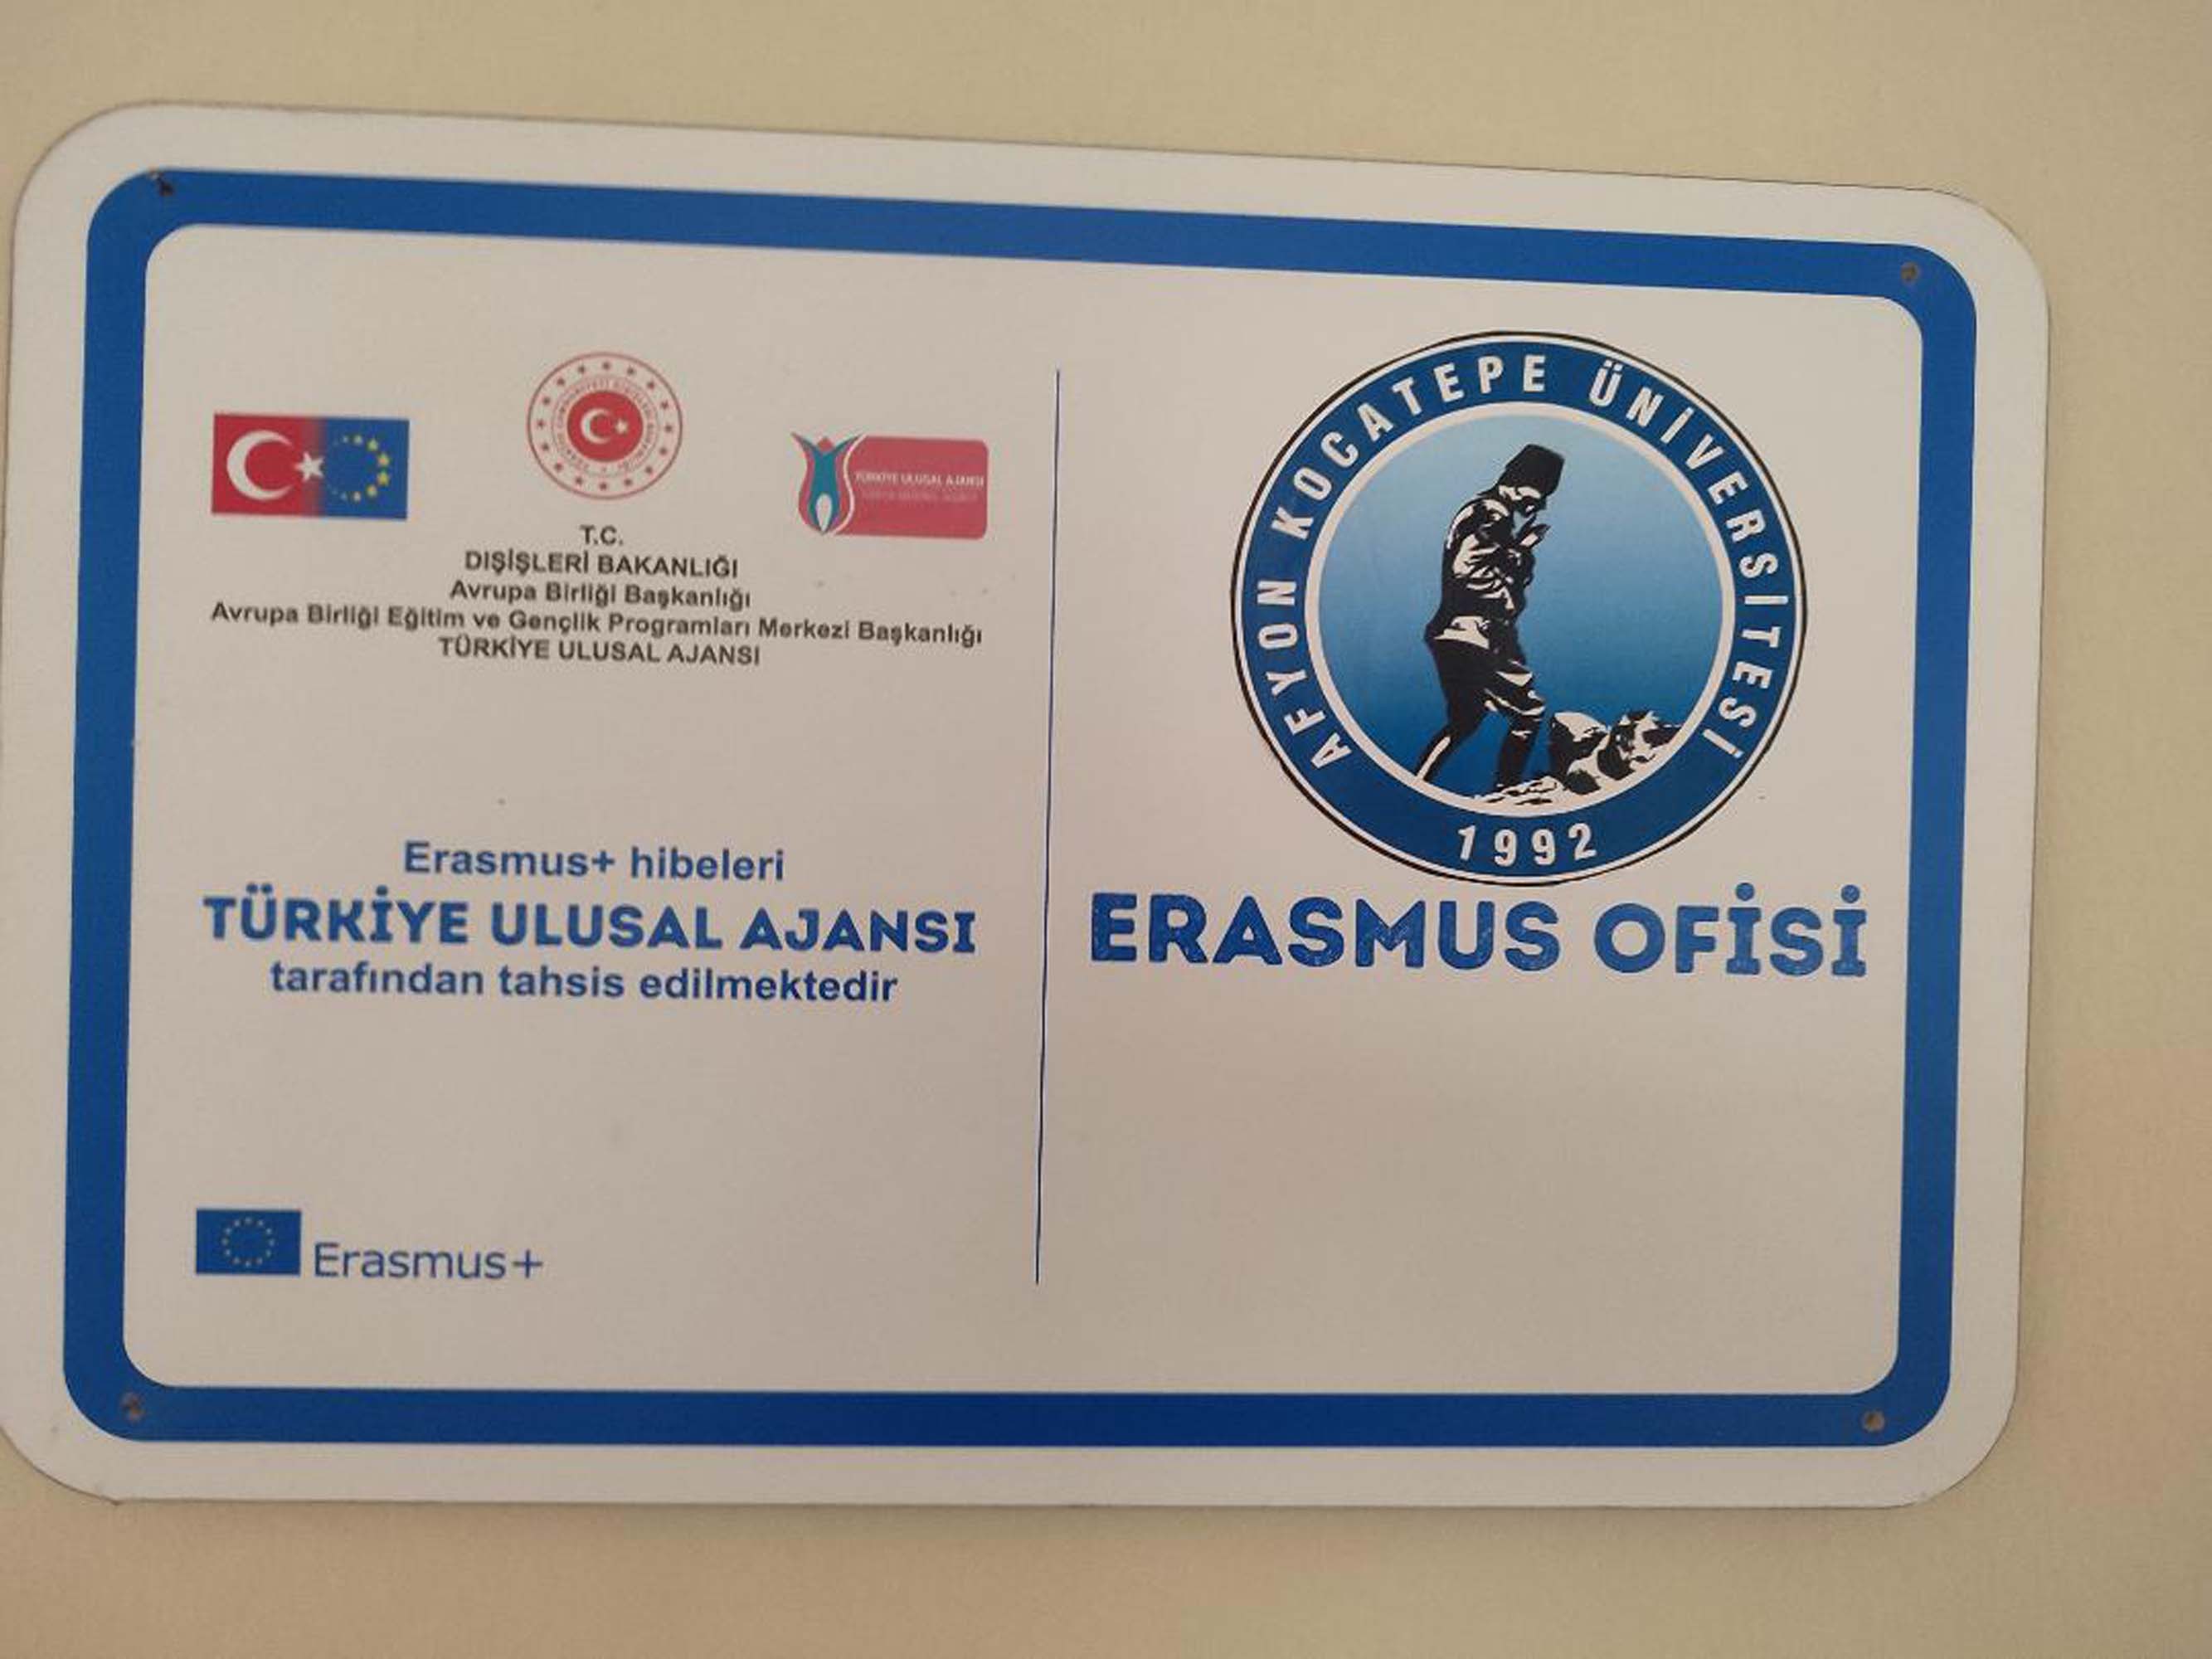 T.C.
DIŞİŞLERİ BAKANLIĞI
Avrupa Birliği Başkanlığı
Avrupa Birliği Eğitim ve Gençlik Programları Merkezi Başkanlığı
TÜRKİYE ULUSAL AJANSI
TÜRKİYE ULUSAL AJANSI
Erasmus+ hibeleri
TÜRKİYE ULUSAL AJANSI
tarafından tahsis edilmektedir
Erasmus+
AFYON KOCATEPE ÜNİVERSİTESİ
1992
ERASMUS OFİSİ